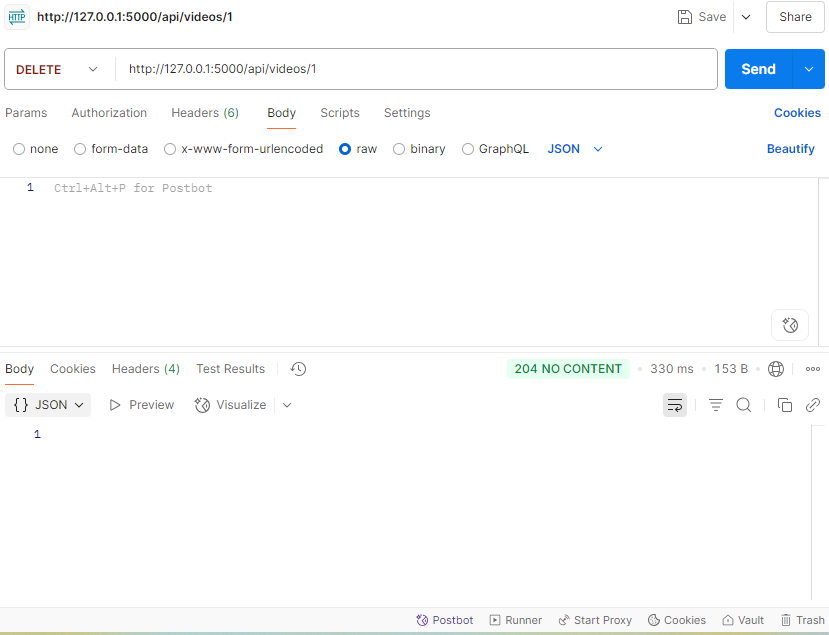 HTTP http://127.0.0.1:5000/api/videos/1 Save Share
DELETE http://127.0.0.1:5000/api/videos/1 Send
Params Authorization Headers (6) Body Scripts Settings Cookies
none form-data x-www-form-urlencoded raw binary GraphQL JSON Beautify
1 Ctrl+Alt+P for Postbot
Body Cookies Headers (4) Test Results 204 NO CONTENT 330 ms 153 B
{} JSON Preview Visualize
1
Postbot Runner Start Proxy Cookies Vault Trash